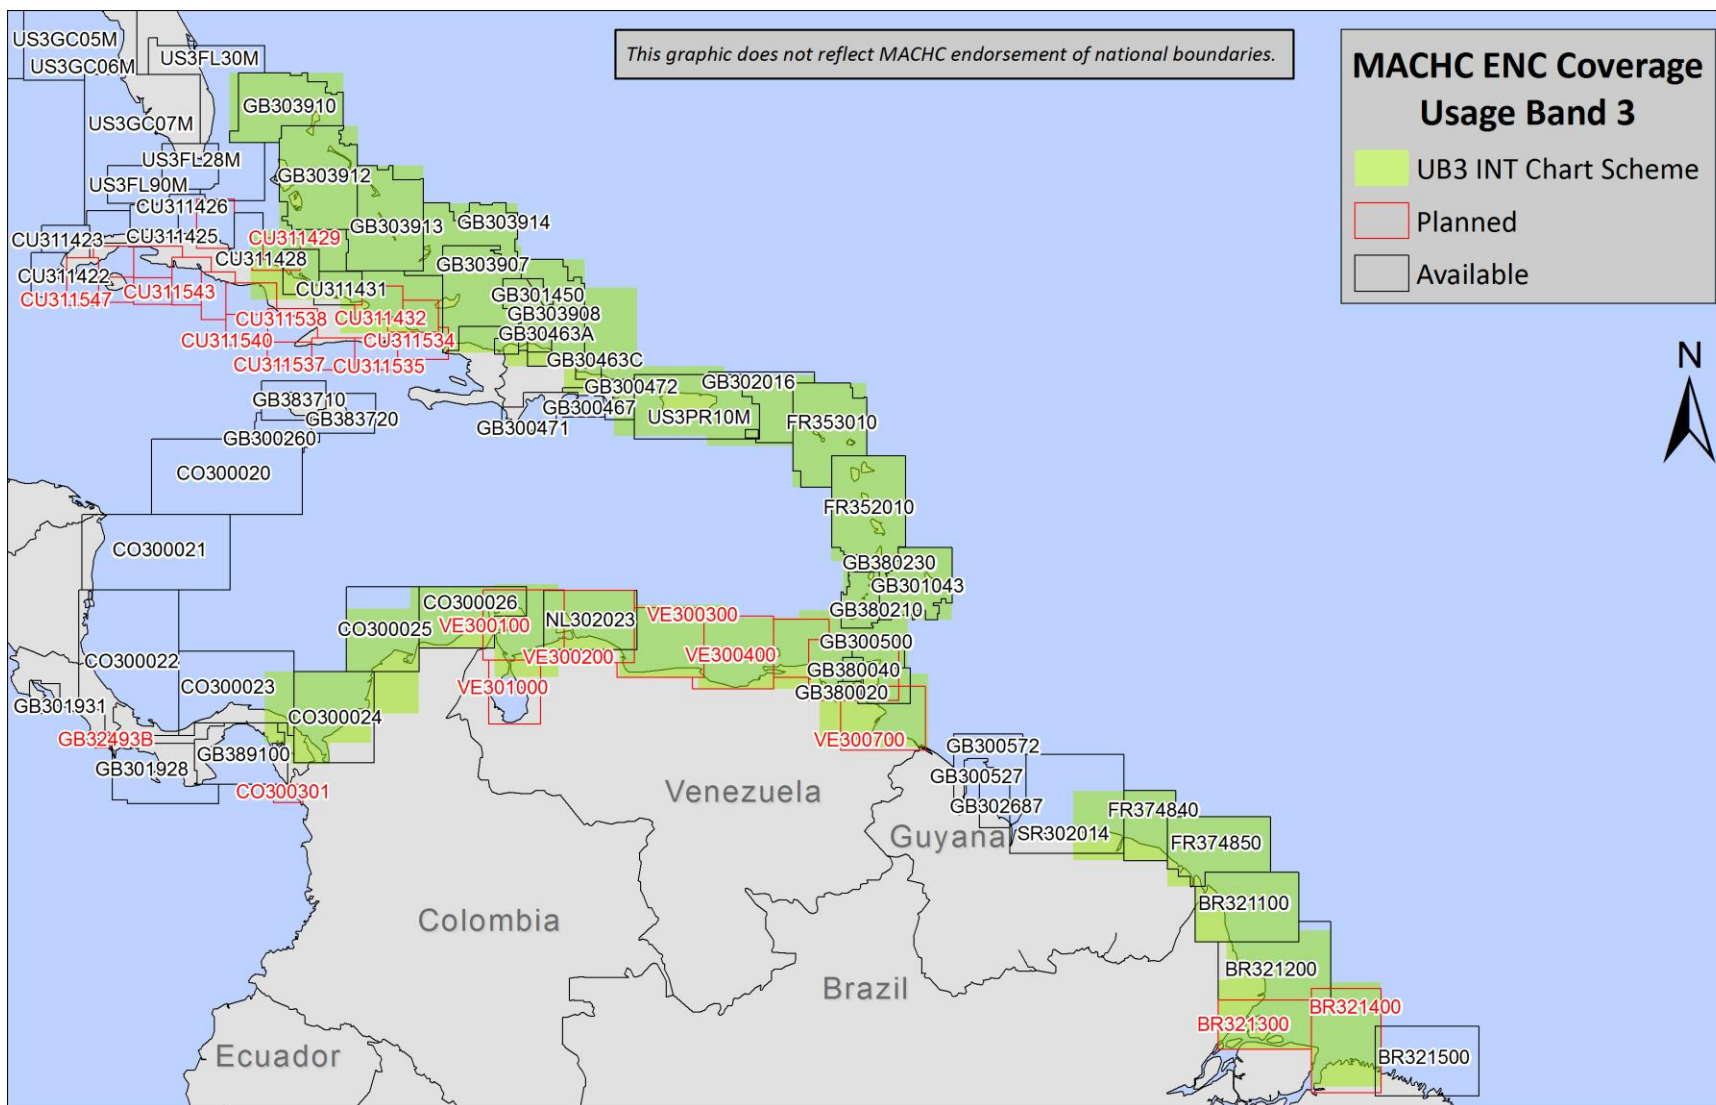 This graphic does not reflect MACHC endorsement of national boundaries.
MACHC ENC Coverage
Usage Band 3
UB3 INT Chart Scheme
Planned
Available
N
US3GC05M
US3FL30M
US3GC06M
GB303910
US3GC07M
US3FL28M
GB303912
US3FL90M
CU311426
GB303913
GB303914
CU311423
CU311425
CU311429
CU311428
GB303907
CU311422
CU311431
GB301450
CU311547
CU311543
GB303908
CU311538
CU311432
GB30463A
CU311540
CU311534
CU311537
CU311535
GB30463C
GB300472
GB302016
GB383710
GB300467
US3PR10M
FR353010
GB383720
GB300471
GB300260
CO300020
FR352010
CO300021
GB380230
GB301043
CO300026
GB380210
VE300100
NL302023
VE300300
CO300025
GB300500
VE300200
VE300400
CO300022
GB380040
CO300023
VE301000
GB380020
GB301931
CO300024
GB32493B
VE300700
GB389100
GB300572
GB301928
GB300527
CO300301
GB302687
Venezuela
FR374840
SR302014
Guyana
FR374850
BR321100
Colombia
BR321200
Brazil
BR321400
BR321300
Ecuador
BR321500